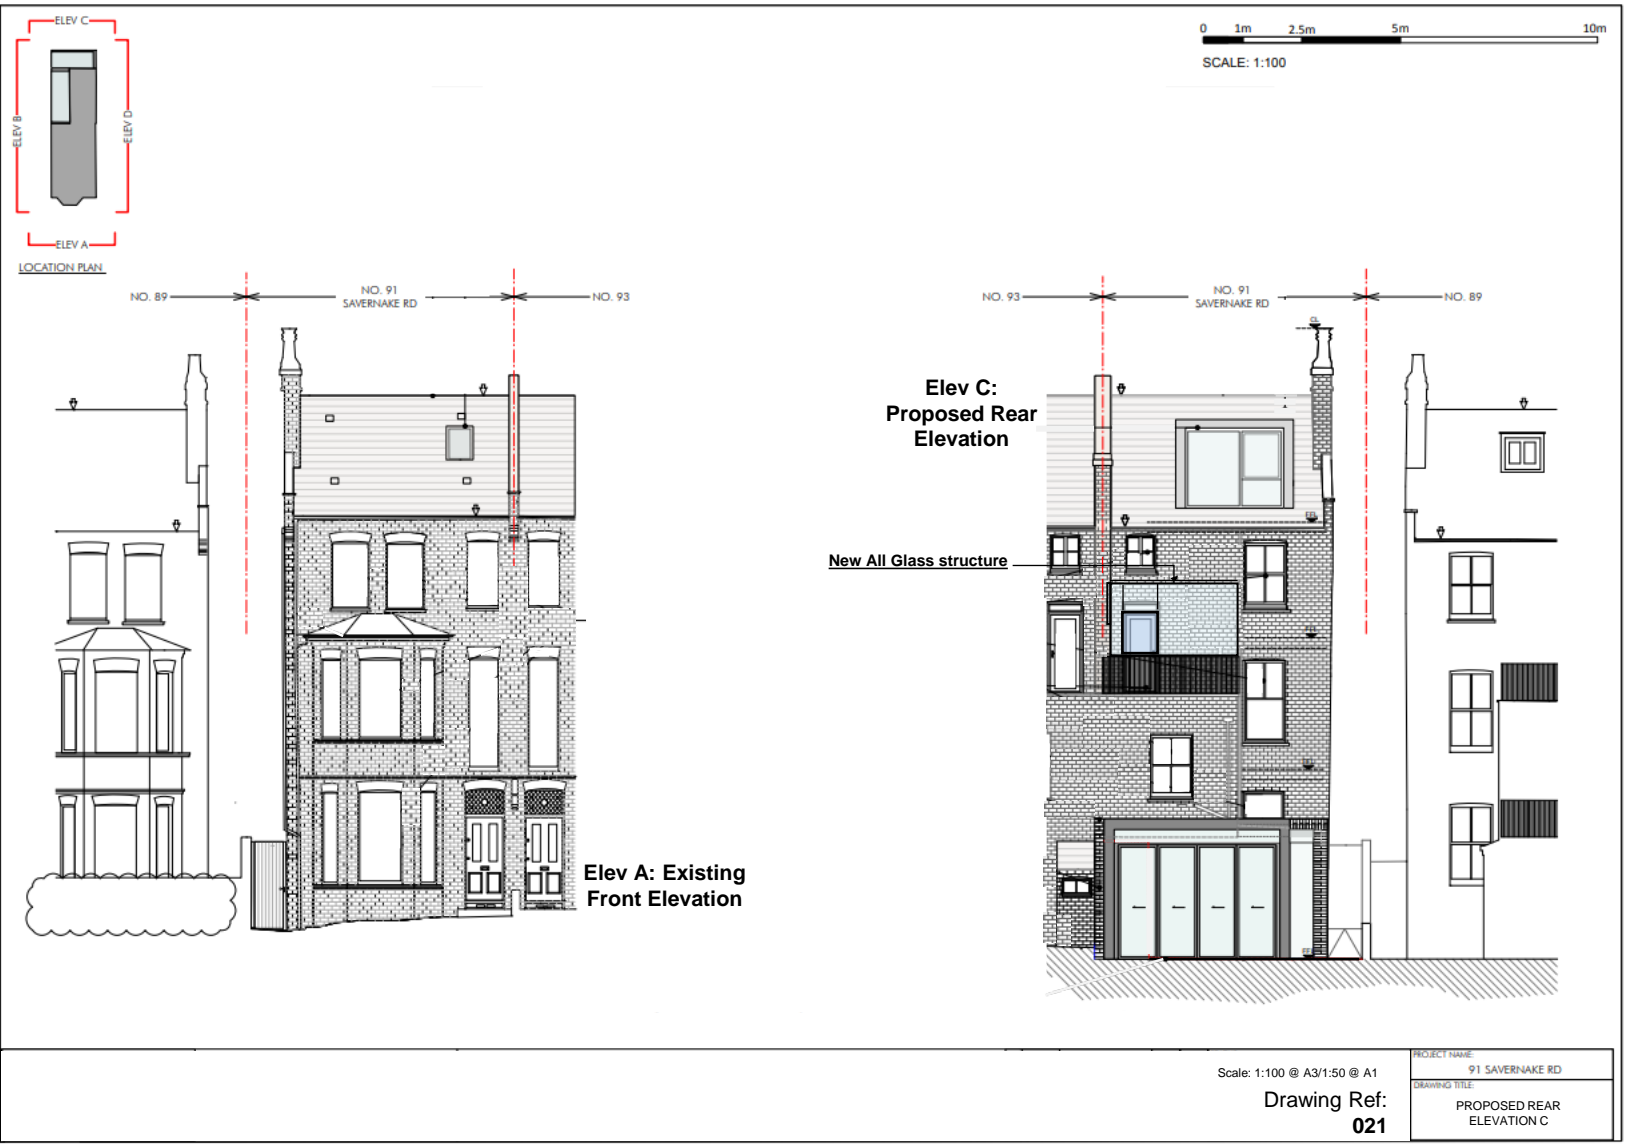 ELEV C
ELEV B
ELEV D
ELEV A
LOCATION PLAN
0 1m 2.5m 5m 10m
SCALE: 1:100
NO. 89
NO. 91
SAVERNAKE RD
NO. 93
NO. 93
NO. 91
SAVERNAKE RD
NO. 89
Elev C:
Proposed Rear
Elevation
New All Glass structure
Elev A: Existing
Front Elevation
Scale: 1:100 @ A3/1:50 @ A1
Drawing Ref:
021
PROJECT NAME:
91 SAVERNAKE RD
DRAWING TITLE:
PROPOSED REAR
ELEVATION C